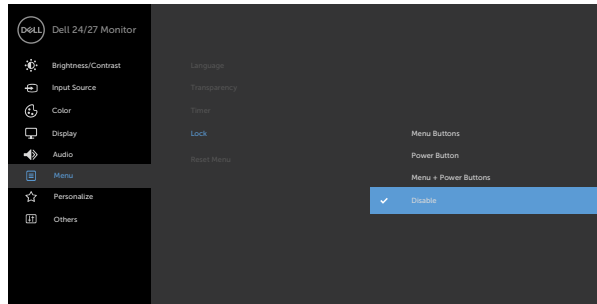 DELL Dell 24/27 Monitor
Brightness/Contrast
Input Source
Color
Display
Audio
Menu
Personalize
Others
Language
Transparency
Timer
Lock
Reset Menu
Menu Buttons
Power Button
Menu + Power Buttons
Disable